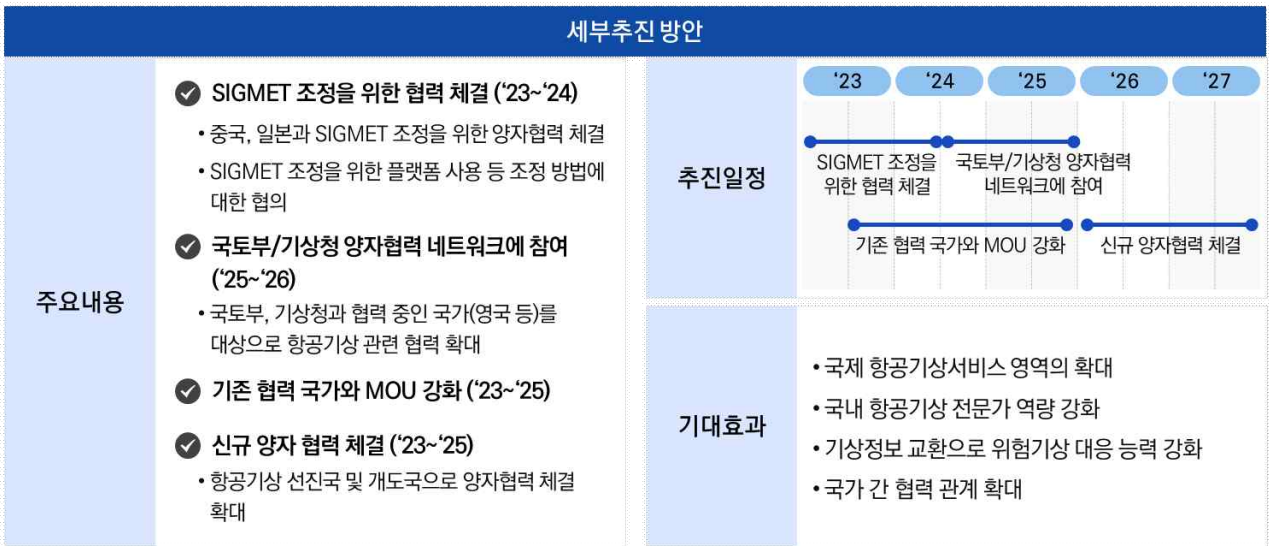 세부추진 방안
주요내용
SIGMET 조정을 위한 협력 체결 (‘23~‘24)
• 중국, 일본과 SIGMET 조정을 위한 양자협력 체결
• SIGMET 조정을 위한 플랫폼 사용 등 조정 방법에
대한 협의
국토부/기상청 양자협력 네트워크에 참여
(‘25~‘26)
• 국토부, 기상청과 협력 중인 국가(영국 등)를
대상으로 항공기상 관련 협력 확대
기존 협력 국가와 MOU 강화 (‘23~‘25)
신규 양자 협력 체결 (‘23~‘25)
• 항공기상 선진국 및 개도국으로 양자협력 체결
확대
추진일정
‘23 ‘24 ‘25 ‘26 ‘27
SIGMET 조정을
위한 협력 체결
국토부/기상청 양자협력
네트워크에 참여
기존 협력 국가와 MOU 강화
신규 양자협력 체결
기대효과
• 국제 항공기상서비스 영역의 확대
• 국내 항공기상 전문가 역량 강화
• 기상정보 교환으로 위험기상 대응 능력 강화
• 국가 간 협력 관계 확대